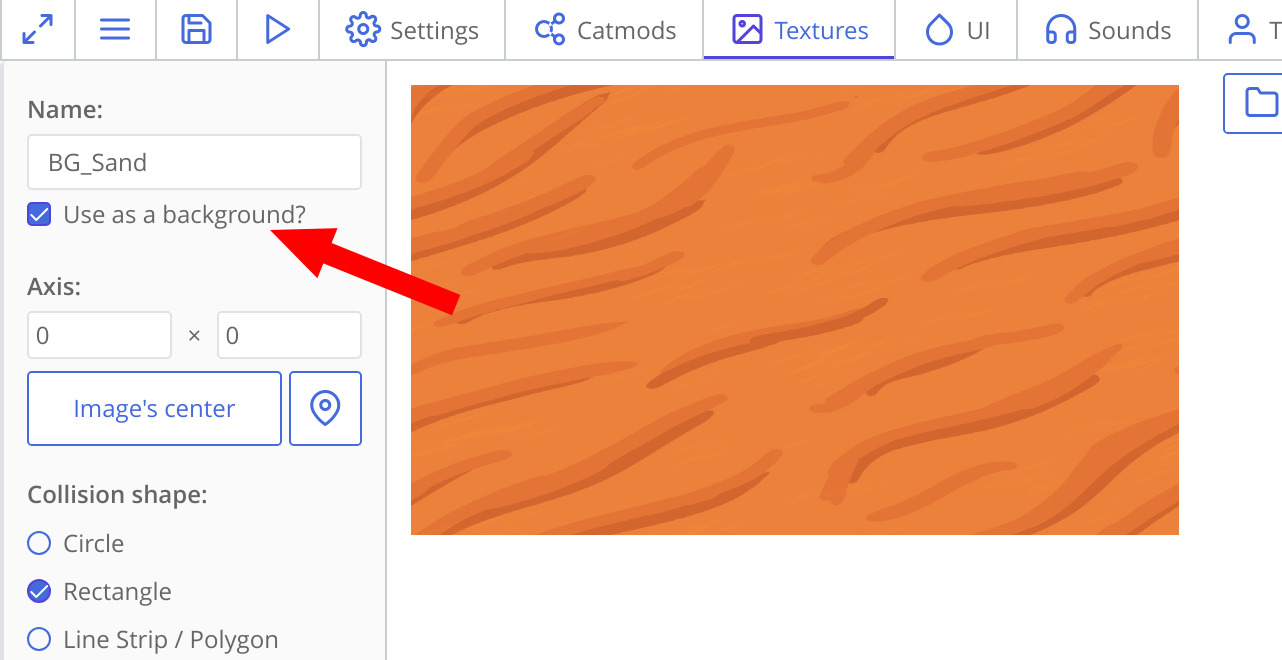 Settings
Catmods
Textures
UI
Sounds
T
Name:
BG_Sand
Use as a background?
Axis:
0 × 0
Image's center
Collision shape:
Circle
Rectangle
Line Strip / Polygon